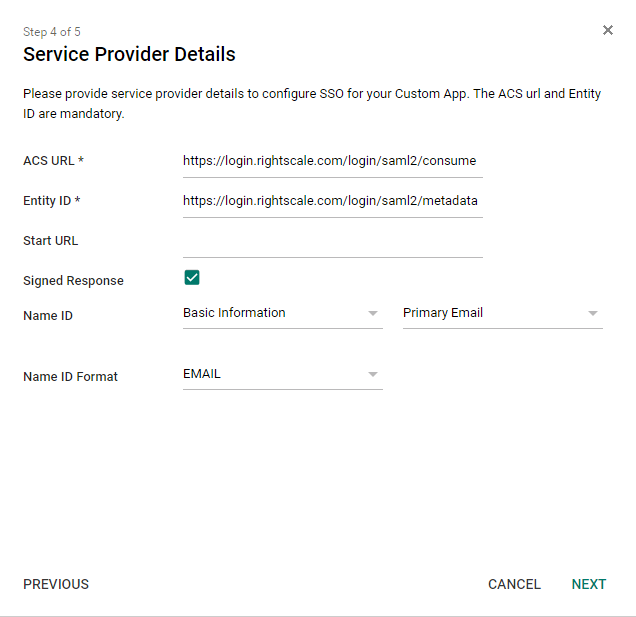 Step 4 of 5
Service Provider Details
Please provide service provider details to configure SSO for your Custom App. The ACS url and Entity
ID are mandatory.
ACS URL * https://login.rightscale.com/login/saml2/consume
Entity ID * https://login.rightscale.com/login/saml2/metadata
Start URL
Signed Response
Name ID Basic Information Primary Email
Name ID Format EMAIL
PREVIOUS CANCEL NEXT